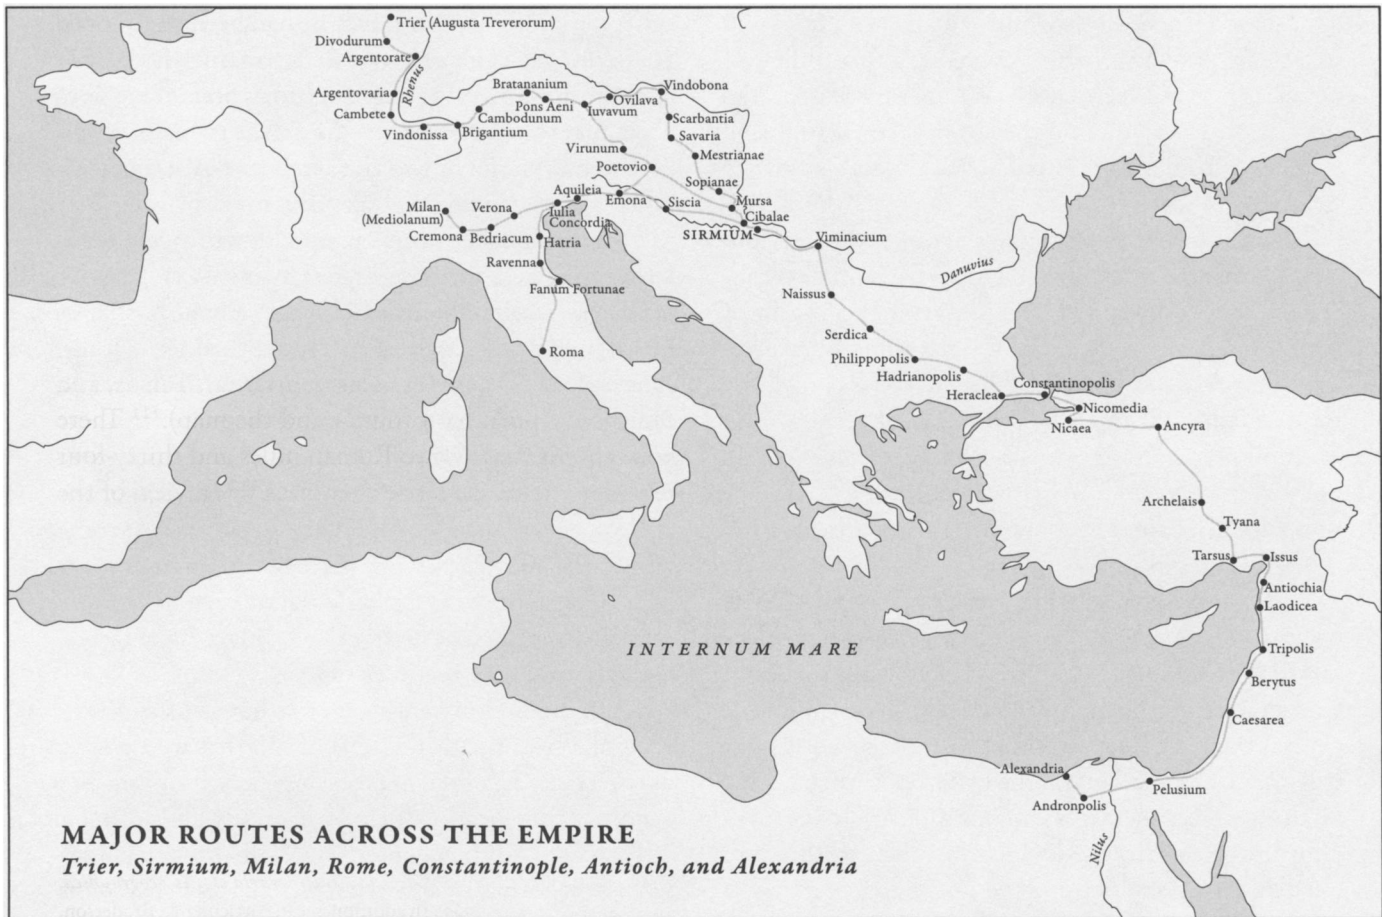 Trier (Augusta Treverorum)
Divodurum
Argentorate
Rhenus
Argentovaria
Cambete
Vindonissa
Brigantium
Cambodunum
Bratananium
Pons Aeni
Iuvavum
Ovilava
Vindobona
Scarbantia
Savaria
Mestrianae
Virunum
Poetovio
Sopianae
Mursa
Cibalae
SIRMIUM
Siscia
Emona
Aquileia
Iulia
Concordia
Verona
Milan
(Mediolanum)
Cremona
Bedriacum
Hatria
Ravenna
Fanum Fortunae
Roma
Viminacium
Danuvius
Naissus
Serdica
Philippopolis
Hadrianopolis
Heraclea
Constantinopolis
Nicomedia
Nicaea
Ancyra
Archelais
Tyana
Tarsus
Issus
Antiochia
Laodicea
Tripolis
Berytus
Caesarea
INTERNUM MARE
Alexandria
Andronpolis
Pelusium
Nilus
MAJOR ROUTES ACROSS THE EMPIRE
Trier, Sirmium, Milan, Rome, Constantinople, Antioch, and Alexandria